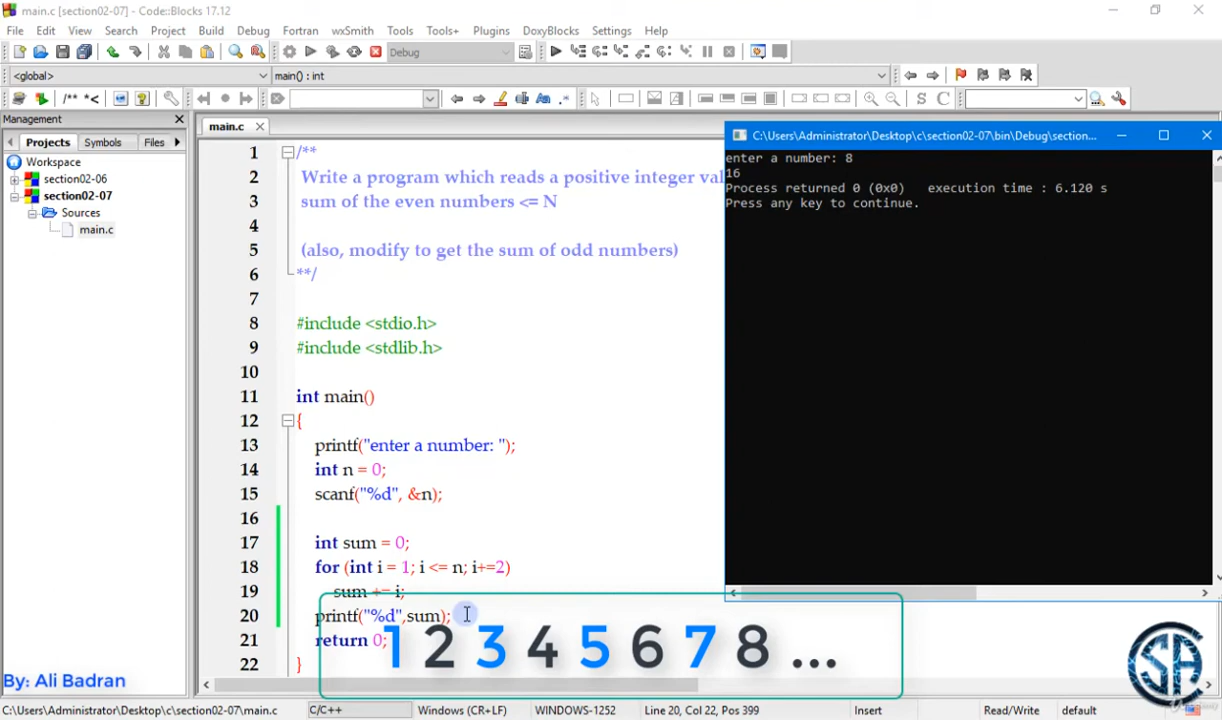 main.c [section02-07] - Code::Blocks 17.12
File Edit View Search Project Build Debug Fortran wxSmith Tools Tools+ Plugins DoxyBlocks Settings Help
Debug
<global> main() : int
/** *< S C
Management
Projects Symbols Files
Workspace
section02-06
section02-07
Sources
main.c
main.c
1 /**
2 Write a program which reads a positive integer val
3 sum of the even numbers <= N
4
5 (also, modify to get the sum of odd numbers)
6 **/
7
8 #include <stdio.h>
9 #include <stdlib.h>
10
11 int main()
12 {
13 printf("enter a number: ");
14 int n = 0;
15 scanf("%d", &n);
16
17 int sum = 0;
18 for (int i = 1; i <= n; i+=2)
19 sum += i;
20 printf("%d",sum);
21 return 0;
22 }
C:\Users\Administrator\Desktop\c\section02-07\bin\Debug\section...
enter a number: 8
16
Process returned 0 (0x0) execution time : 6.120 s
Press any key to continue.
1 2 3 4 5 6 7 8 ...
By: Ali Badran
C:\Users\Administrator\Desktop\c\section02-07\main.c C/C++ Windows (CR+LF) WINDOWS-1252 Line 20, Col 22, Pos 399 Insert Read/Write default